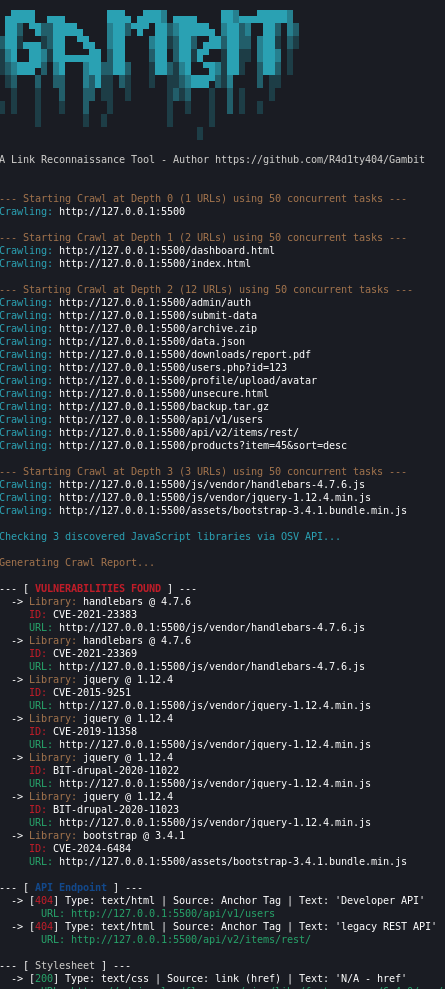 GAMBIT
A Link Reconnaissance Tool - Author https://github.com/R4d1ty404/Gambit
--- Starting Crawl at Depth 0 (1 URLs) using 50 concurrent tasks ---
Crawling: http://127.0.0.1:5500
--- Starting Crawl at Depth 1 (2 URLs) using 50 concurrent tasks ---
Crawling: http://127.0.0.1:5500/dashboard.html
Crawling: http://127.0.0.1:5500/index.html
--- Starting Crawl at Depth 2 (12 URLs) using 50 concurrent tasks ---
Crawling: http://127.0.0.1:5500/admin/auth
Crawling: http://127.0.0.1:5500/submit-data
Crawling: http://127.0.0.1:5500/archive.zip
Crawling: http://127.0.0.1:5500/data.json
Crawling: http://127.0.0.1:5500/downloads/report.pdf
Crawling: http://127.0.0.1:5500/users.php?id=123
Crawling: http://127.0.0.1:5500/profile/upload/avatar
Crawling: http://127.0.0.1:5500/unsecure.html
Crawling: http://127.0.0.1:5500/backup.tar.gz
Crawling: http://127.0.0.1:5500/api/v1/users
Crawling: http://127.0.0.1:5500/api/v2/items/rest/
Crawling: http://127.0.0.1:5500/products?item=45&sort=desc
--- Starting Crawl at Depth 3 (3 URLs) using 50 concurrent tasks ---
Crawling: http://127.0.0.1:5500/js/vendor/handlebars-4.7.6.js
Crawling: http://127.0.0.1:5500/js/vendor/jquery-1.12.4.min.js
Crawling: http://127.0.0.1:5500/assets/bootstrap-3.4.1.bundle.min.js
Checking 3 discovered JavaScript libraries via OSV API...
Generating Crawl Report...
--- [ VULNERABILITIES FOUND ] ---
-> Library: handlebars @ 4.7.6
ID: CVE-2021-23383
URL: http://127.0.0.1:5500/js/vendor/handlebars-4.7.6.js
-> Library: handlebars @ 4.7.6
ID: CVE-2021-23369
URL: http://127.0.0.1:5500/js/vendor/handlebars-4.7.6.js
-> Library: jquery @ 1.12.4
ID: CVE-2015-9251
URL: http://127.0.0.1:5500/js/vendor/jquery-1.12.4.min.js
-> Library: jquery @ 1.12.4
ID: CVE-2019-11358
URL: http://127.0.0.1:5500/js/vendor/jquery-1.12.4.min.js
-> Library: jquery @ 1.12.4
ID: BIT-drupal-2020-11022
URL: http://127.0.0.1:5500/js/vendor/jquery-1.12.4.min.js
-> Library: jquery @ 1.12.4
ID: BIT-drupal-2020-11023
URL: http://127.0.0.1:5500/js/vendor/jquery-1.12.4.min.js
-> Library: bootstrap @ 3.4.1
ID: CVE-2024-6484
URL: http://127.0.0.1:5500/assets/bootstrap-3.4.1.bundle.min.js
--- [ API Endpoint ] ---
-> [404] Type: text/html | Source: Anchor Tag | Text: 'Developer API'
URL: http://127.0.0.1:5500/api/v1/users
-> [404] Type: text/html | Source: Anchor Tag | Text: 'legacy REST API'
URL: http://127.0.0.1:5500/api/v2/items/rest/
--- [ Stylesheet ] ---
-> [200] Type: text/css | Source: link (href) | Text: 'N/A - href'